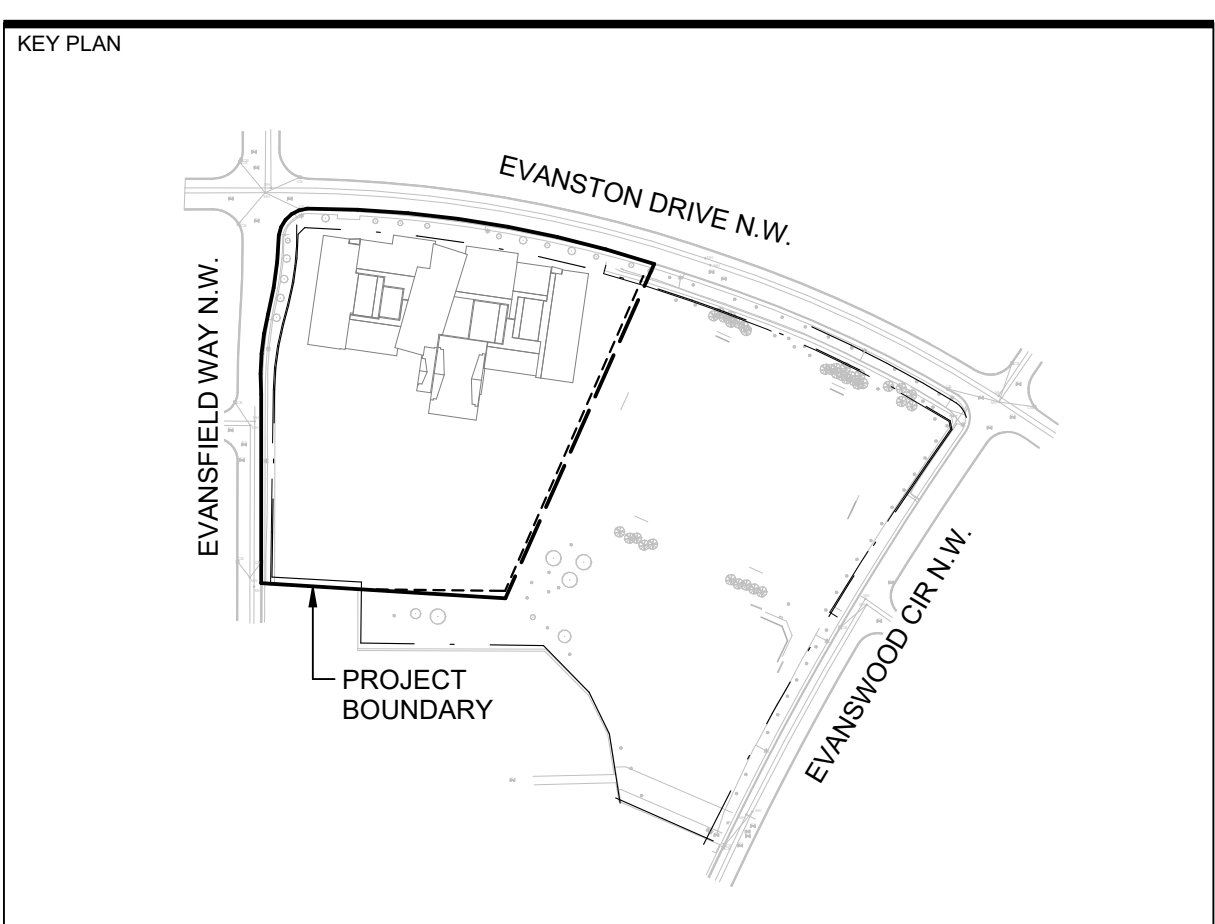 KEY PLAN
EVANSTON DRIVE N.W.
EVANSFIELD WAY N.W.
EVANSWOOD CIR N.W.
PROJECT
BOUNDARY